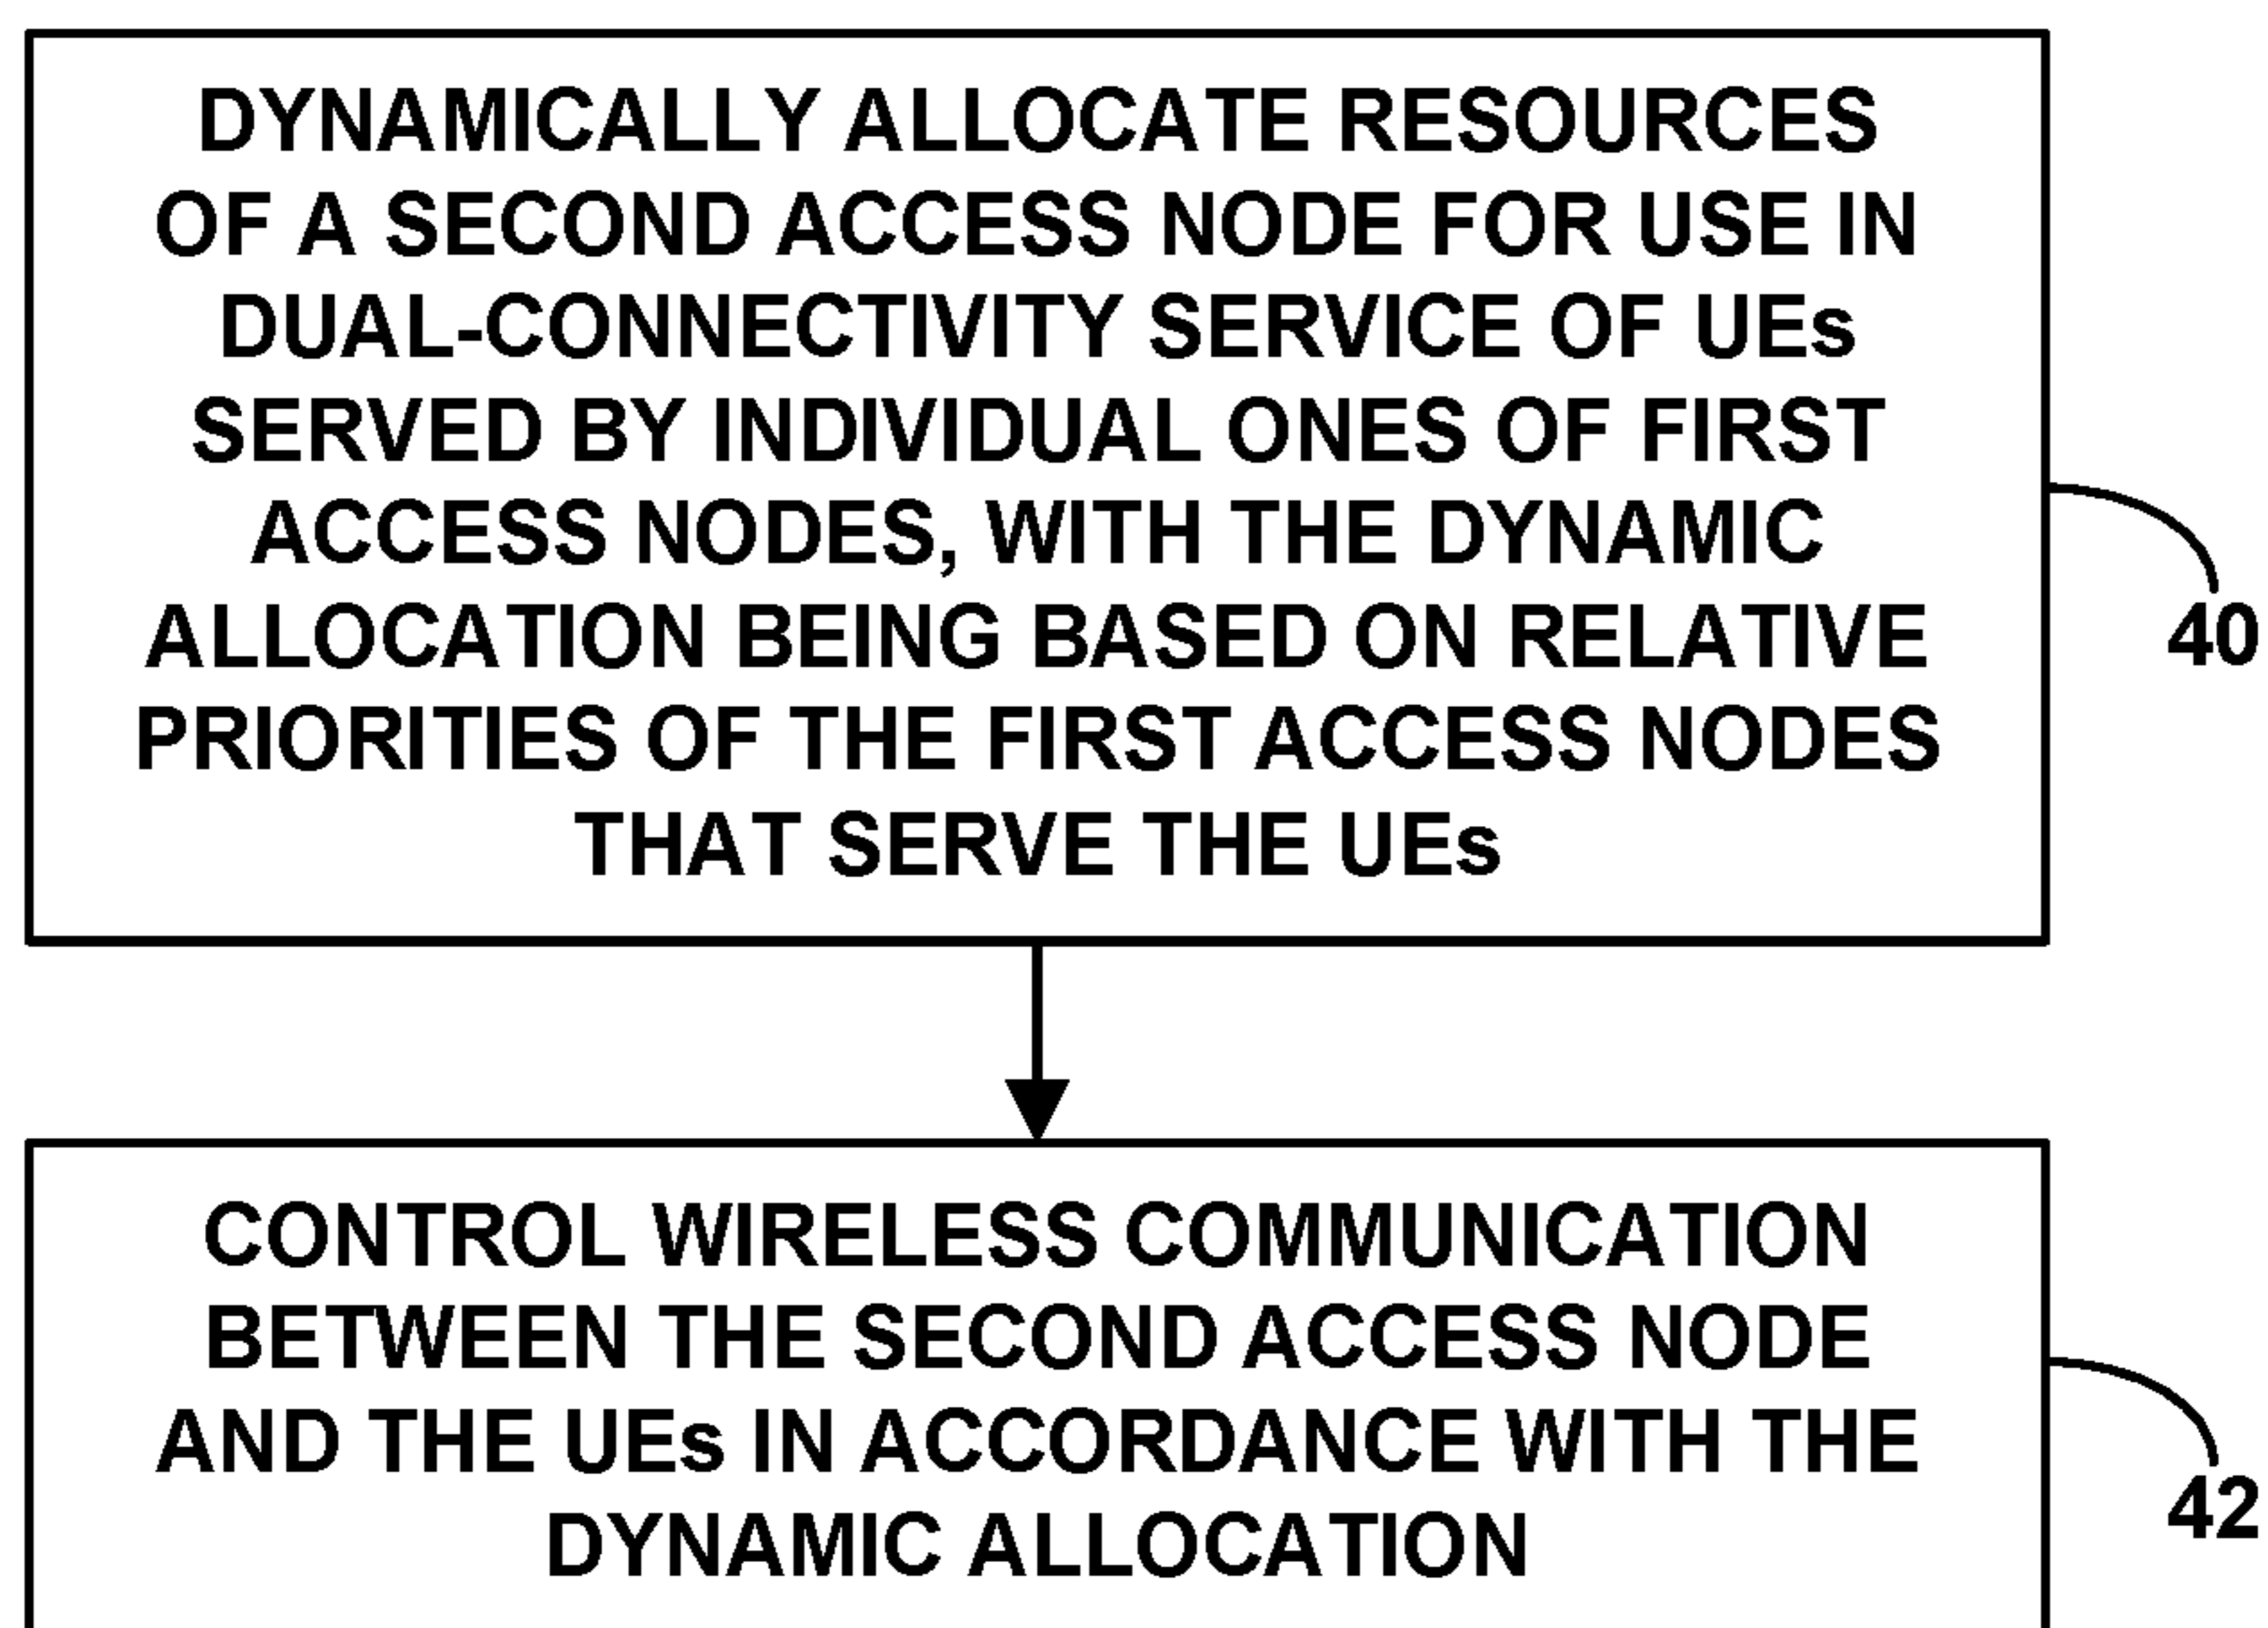 DYNAMICALLY ALLOCATE RESOURCES
OF A SECOND ACCESS NODE FOR USE IN
DUAL-CONNECTIVITY SERVICE OF UEs
SERVED BY INDIVIDUAL ONES OF FIRST
ACCESS NODES, WITH THE DYNAMIC
ALLOCATION BEING BASED ON RELATIVE
PRIORITIES OF THE FIRST ACCESS NODES
THAT SERVE THE UEs
40
CONTROL WIRELESS COMMUNICATION
BETWEEN THE SECOND ACCESS NODE
AND THE UEs IN ACCORDANCE WITH THE
DYNAMIC ALLOCATION
42